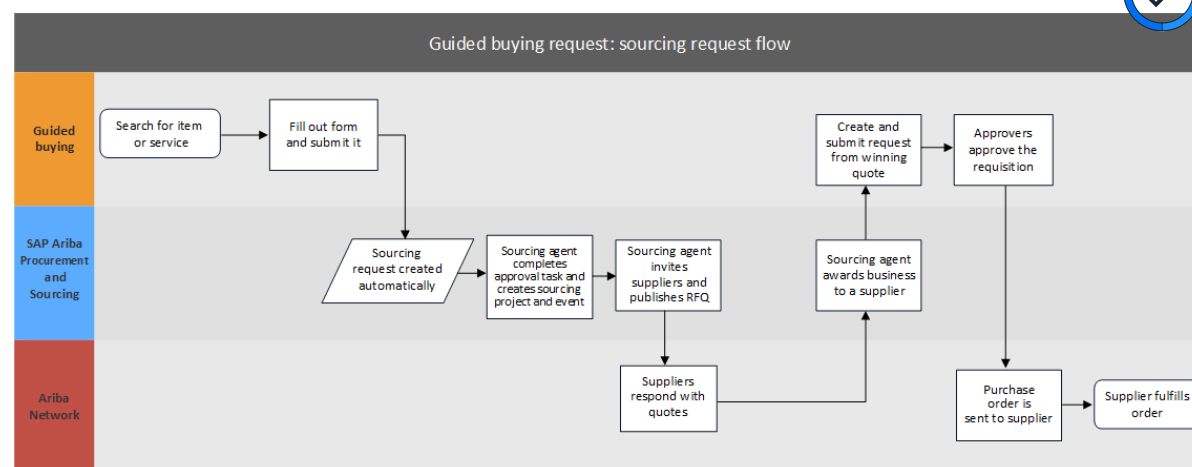 Guided buying request: sourcing request flow
Guided
buying
Search for item
or service
Fill out form
and submit it
Create and
submit request
from winning
quote
Approvers
approve the
requisition
SAP Ariba
Procurement
and
Sourcing
Sourcing
request created
automatically
Sourcing agent
completes
approval task and
creates sourcing
project and event
Sourcing agent
invites
suppliers and
publishes RFQ
Sourcing agent
awards business
to a supplier
Ariba
Network
Suppliers
respond with
quotes
Purchase
order is
sent to supplier
Supplier fulfills
order